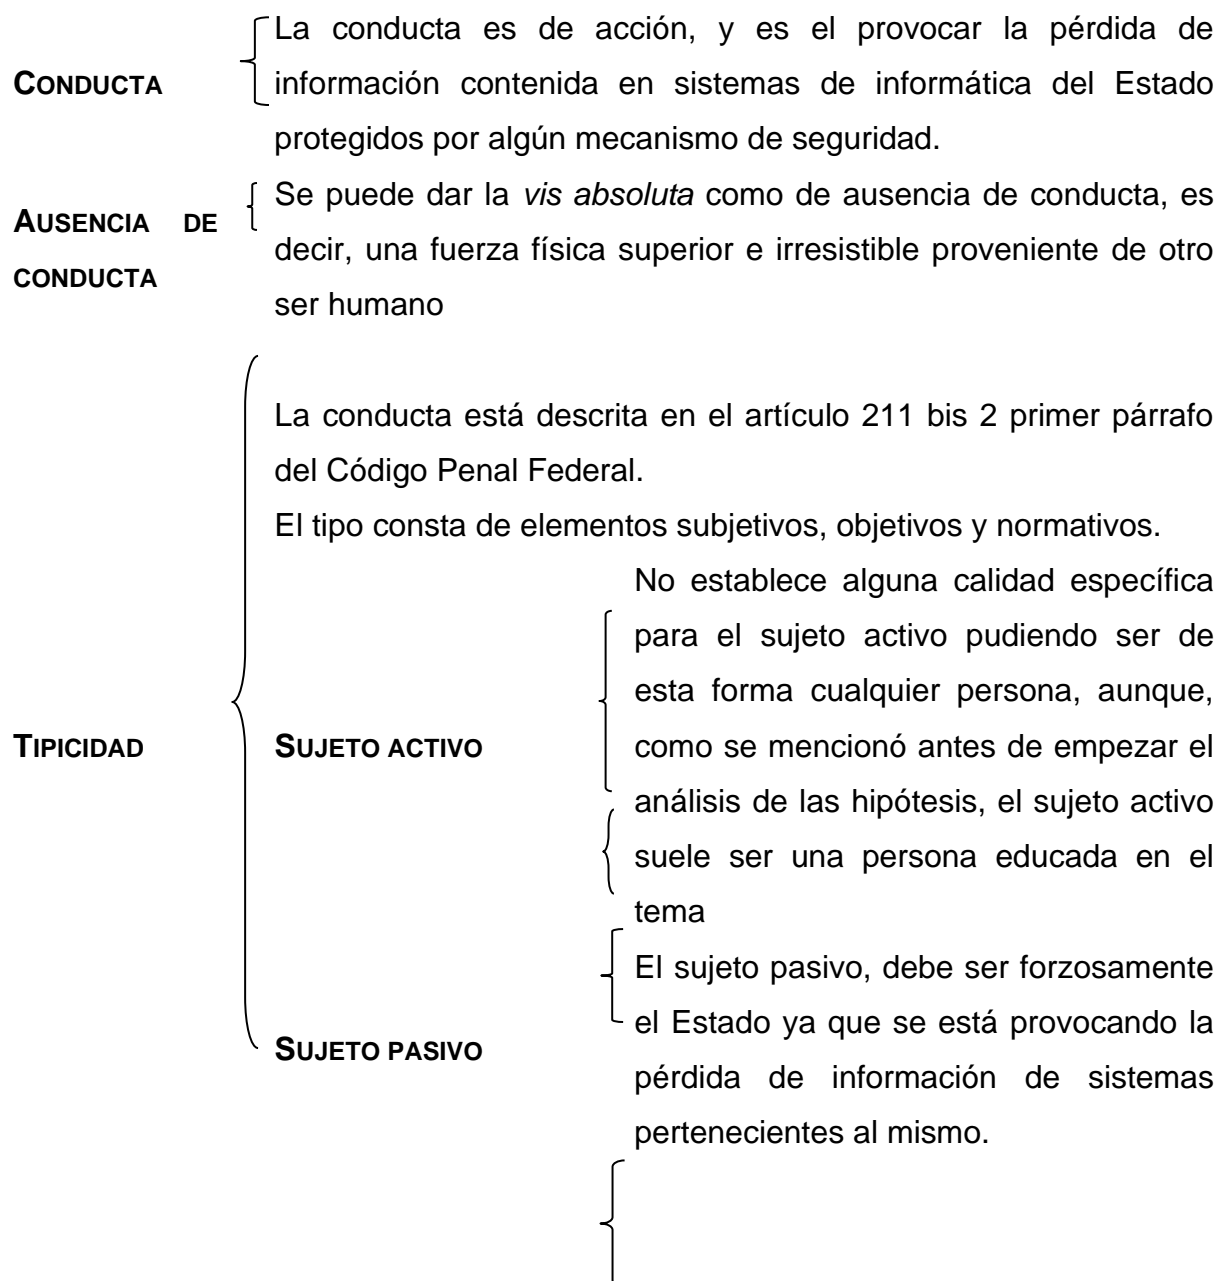 La conducta es de acción, y es el provocar la pérdida de
CONDUCTA información contenida en sistemas de informática del Estado
protegidos por algún mecanismo de seguridad.
Se puede dar la vis absoluta como de ausencia de conducta, es
AUSENCIA DE
decir, una fuerza física superior e irresistible proveniente de otro
CONDUCTA
ser humano
La conducta está descrita en el artículo 211 bis 2 primer párrafo
del Código Penal Federal.
El tipo consta de elementos subjetivos, objetivos y normativos.
No establece alguna calidad específica
para el sujeto activo pudiendo ser de
esta forma cualquier persona, aunque,
TIPICIDAD SUJETO ACTIVO como se mencionó antes de empezar el
análisis de las hipótesis, el sujeto activo
suele ser una persona educada en el
tema
El sujeto pasivo, debe ser forzosamente
el Estado ya que se está provocando la
SUJETO PASIVO
pérdida de información de sistemas
pertenecientes al mismo.